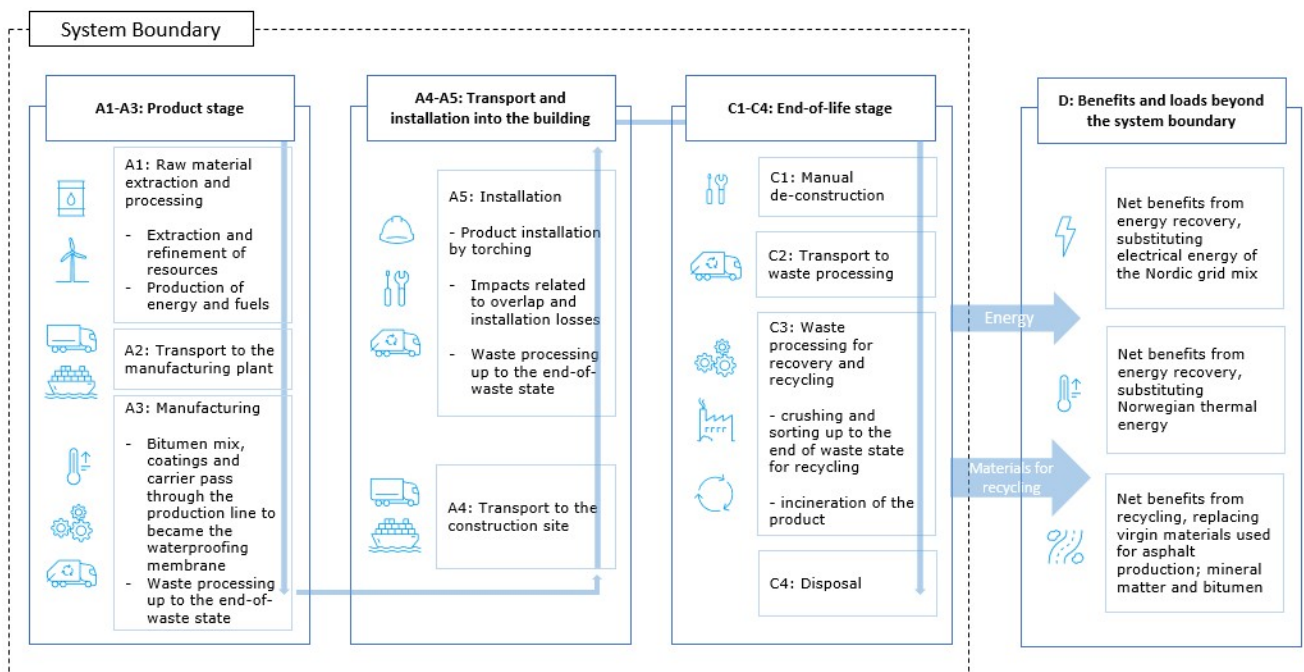 System Boundary
A1-A3: Product stage
A1: Raw material
extraction and
processing
- Extraction and
refinement of
resources
- Production of
energy and fuels
A2: Transport to the
manufacturing plant
A3: Manufacturing
- Bitumen mix,
coatings and
carrier pass
through the
production line to
became the
waterproofing
membrane
- Waste processing
up to the end-of-
waste state
A4-A5: Transport and
installation into the building
A5: Installation
- Product installation
by torching
- Impacts related
to overlap and
installation losses
- Waste processing
up to the end-of-
waste state
A4: Transport to the
construction site
C1-C4: End-of-life stage
C1: Manual
de-construction
C2: Transport to
waste processing
C3: Waste
processing for
recovery and
recycling
- crushing and
sorting up to the
end of waste state
for recycling
- incineration of the
product
C4: Disposal
Energy
Materials for
recycling
D: Benefits and loads beyond
the system boundary
Net benefits from
energy recovery,
substituting
electrical energy of
the Nordic grid mix
Net benefits from
energy recovery,
substituting
Norwegian thermal
energy
Net benefits from
recycling, replacing
virgin materials used
for asphalt
production; mineral
matter and bitumen